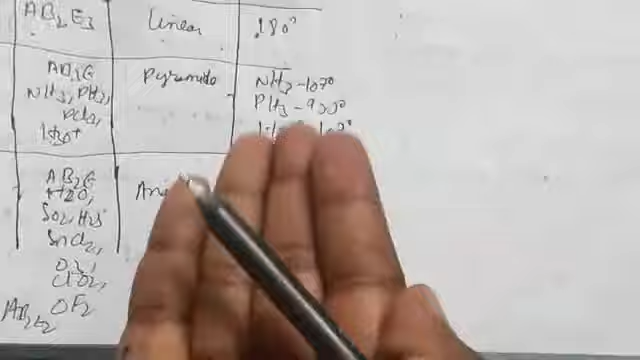 AB2E3 Linear 180°
AB3E Pyramide NH3 - 107°
NH3, PH3, PH3 - 90°
PCl3,
H3O+
AB2E
H2O,
SO2, H2S
SnCl2,
O3,
ClO2,
AB2E2 OF2